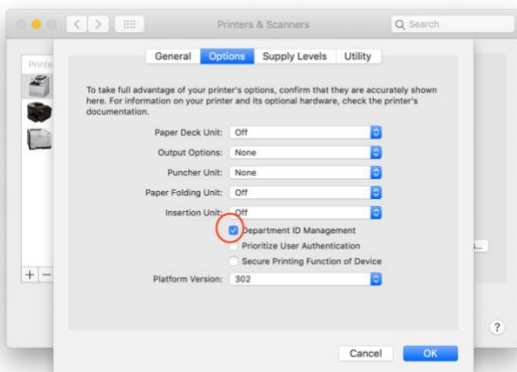 Printers & Scanners
Search
Printe
General Options Supply Levels Utility
To take full advantage of your printer's options, confirm that they are accurately shown
here. For information on your printer and its optional hardware, check the printer's
documentation.
Paper Deck Unit: Off
Output Options: None
Puncher Unit: None
Paper Folding Unit: Off
Insertion Unit: Off
Department ID Management
Prioritize User Authentication
Secure Printing Function of Device
Platform Version: 302
+ −
?
Cancel OK